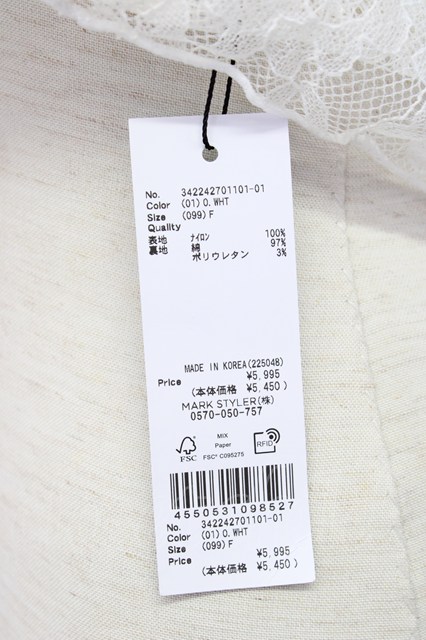 No. 342242701101-01
Color (01) O.WHT
Size (099) F
Quality
表地 ﾅｲﾛﾝ 100%
裏地 綿 97%
ポリウレタン 3%
MADE IN KOREA(225048)
Price ¥5,995
(本体価格 ¥5,450)
MARK STYLER(株)
0570-050-757
FSC
MIX
Paper
FSC® C095275
RFID
4550531098527
No. 342242701101-01
Color (01) O.WHT
Size (099) F
Price ¥5,995
(本体価格 ¥5,450)